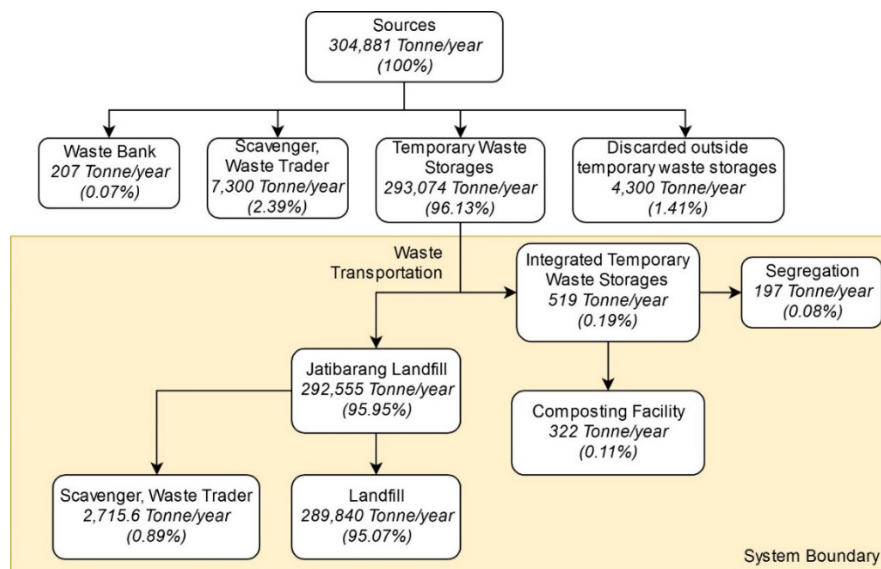 Sources
304,881 Tonne/year
(100%)
Waste Bank
207 Tonne/year
(0.07%)
Scavenger,
Waste Trader
7,300 Tonne/year
(2.39%)
Temporary Waste
Storages
293,074 Tonne/year
(96.13%)
Discarded outside
temporary waste storages
4,300 Tonne/year
(1.41%)
Waste
Transportation
Integrated Temporary
Waste Storages
519 Tonne/year
(0.19%)
Segregation
197 Tonne/year
(0.08%)
Jatibarang Landfill
292,555 Tonne/year
(95.95%)
Composting Facility
322 Tonne/year
(0.11%)
Scavenger, Waste Trader
2,715.6 Tonne/year
(0.89%)
Landfill
289,840 Tonne/year
(95.07%)
System Boundary